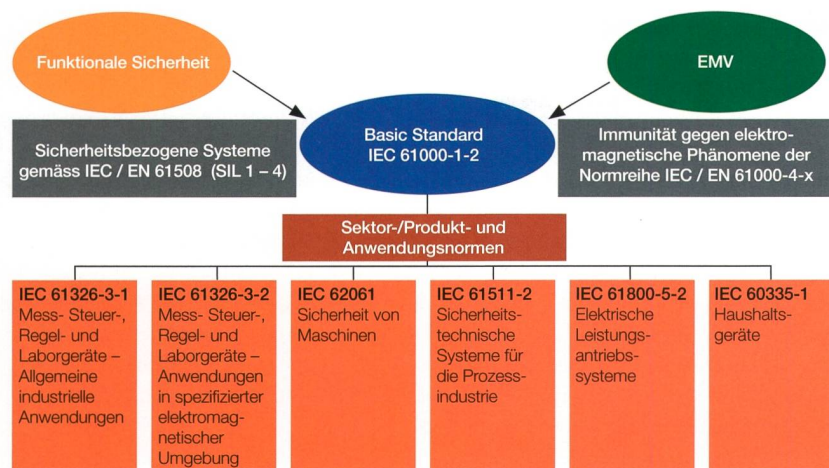 Funktionale Sicherheit
EMV
Basic Standard
IEC 61000-1-2
Sicherheitsbezogene Systeme
gemäss IEC / EN 61508 (SIL 1 – 4)
Immunität gegen elektro-
magnetische Phänomene der
Normreihe IEC / EN 61000-4-x
Sektor-/Produkt- und
Anwendungsnormen
IEC 61326-3-1
Mess- Steuer-,
Regel- und
Laborgeräte –
Allgemeine
industrielle
Anwendungen
IEC 61326-3-2
Mess- Steuer-,
Regel- und
Laborgeräte –
Anwendungen
in spezifizierter
elektromag-
netischer
Umgebung
IEC 62061
Sicherheit von
Maschinen
IEC 61511-2
Sicherheits-
technische
Systeme für
die Prozess-
industrie
IEC 61800-5-2
Elektrische
Leistungs-
antriebs-
systeme
IEC 60335-1
Haushalts-
geräte